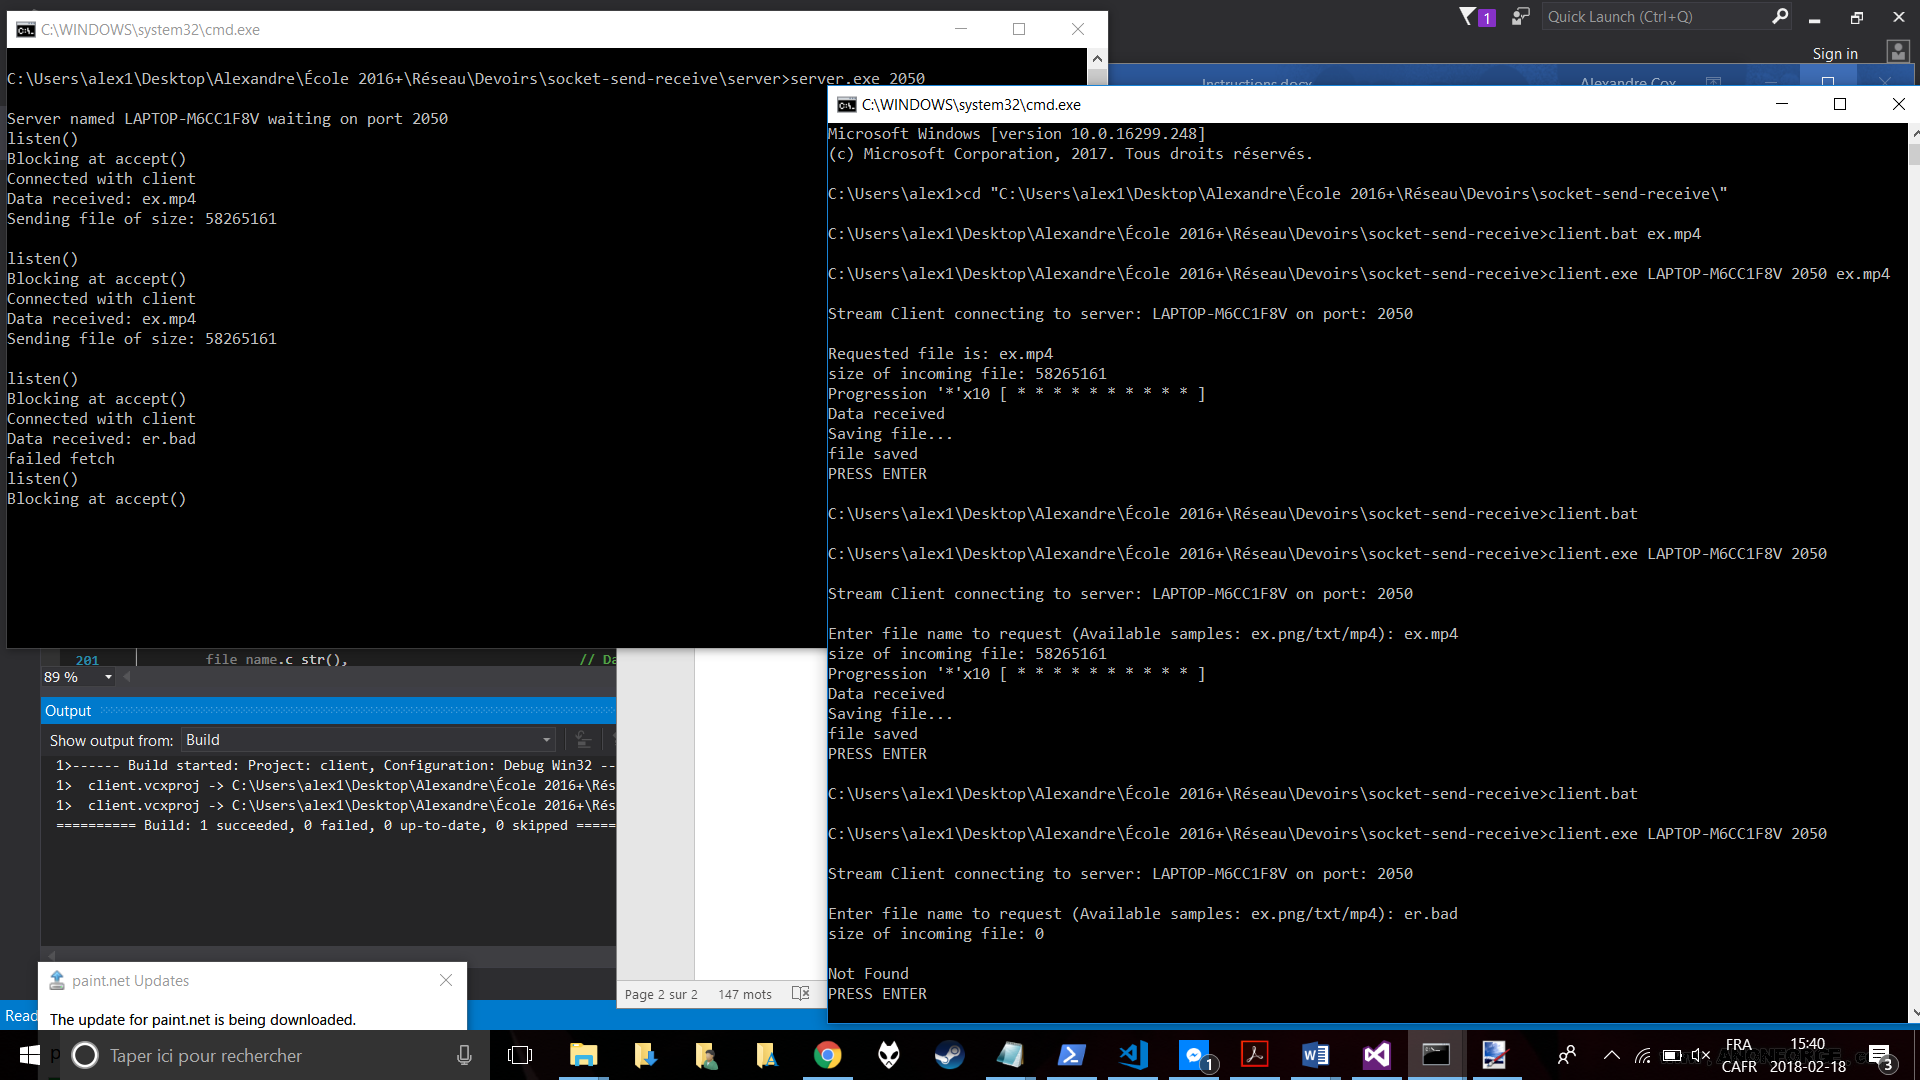 C:\WINDOWS\system32\cmd.exe
C:\Users\alex1\Desktop\Alexandre\École 2016+\Réseau\Devoirs\socket-send-receive\server>server.exe 2050
Server named LAPTOP-M6CC1F8V waiting on port 2050
listen()
Blocking at accept()
Connected with client
Data received: ex.mp4
Sending file of size: 58265161
listen()
Blocking at accept()
Connected with client
Data received: ex.mp4
Sending file of size: 58265161
listen()
Blocking at accept()
Connected with client
Data received: er.bad
failed fetch
listen()
Blocking at accept()
1
Quick Launch (Ctrl+Q)
Sign in
Instructions.docx
Alexandre Cox
C:\WINDOWS\system32\cmd.exe
Microsoft Windows [version 10.0.16299.248]
(c) Microsoft Corporation, 2017. Tous droits réservés.
C:\Users\alex1>cd "C:\Users\alex1\Desktop\Alexandre\École 2016+\Réseau\Devoirs\socket-send-receive\"
C:\Users\alex1\Desktop\Alexandre\École 2016+\Réseau\Devoirs\socket-send-receive>client.bat ex.mp4
C:\Users\alex1\Desktop\Alexandre\École 2016+\Réseau\Devoirs\socket-send-receive>client.exe LAPTOP-M6CC1F8V 2050 ex.mp4
Stream Client connecting to server: LAPTOP-M6CC1F8V on port: 2050
Requested file is: ex.mp4
size of incoming file: 58265161
Progression '*'x10 [ * * * * * * * * * * ]
Data received
Saving file...
file saved
PRESS ENTER
C:\Users\alex1\Desktop\Alexandre\École 2016+\Réseau\Devoirs\socket-send-receive>client.bat
C:\Users\alex1\Desktop\Alexandre\École 2016+\Réseau\Devoirs\socket-send-receive>client.exe LAPTOP-M6CC1F8V 2050
Stream Client connecting to server: LAPTOP-M6CC1F8V on port: 2050
Enter file name to request (Available samples: ex.png/txt/mp4): ex.mp4
size of incoming file: 58265161
Progression '*'x10 [ * * * * * * * * * * ]
Data received
Saving file...
file saved
PRESS ENTER
C:\Users\alex1\Desktop\Alexandre\École 2016+\Réseau\Devoirs\socket-send-receive>client.bat
C:\Users\alex1\Desktop\Alexandre\École 2016+\Réseau\Devoirs\socket-send-receive>client.exe LAPTOP-M6CC1F8V 2050
Stream Client connecting to server: LAPTOP-M6CC1F8V on port: 2050
Enter file name to request (Available samples: ex.png/txt/mp4): er.bad
size of incoming file: 0
Not Found
PRESS ENTER
201 file_name.c_str(), // Da
89 %
Output
Show output from: Build
1>------ Build started: Project: client, Configuration: Debug Win32 --
1>  client.vcxproj -> C:\Users\alex1\Desktop\Alexandre\École 2016+\Rés
1>  client.vcxproj -> C:\Users\alex1\Desktop\Alexandre\École 2016+\Rés
========== Build: 1 succeeded, 0 failed, 0 up-to-date, 0 skipped =====
Page 2 sur 2 147 mots
paint.net Updates
The update for paint.net is being downloaded.
Read
Taper ici pour rechercher
1
FRA
CAFR
15:40
2018-02-18
3